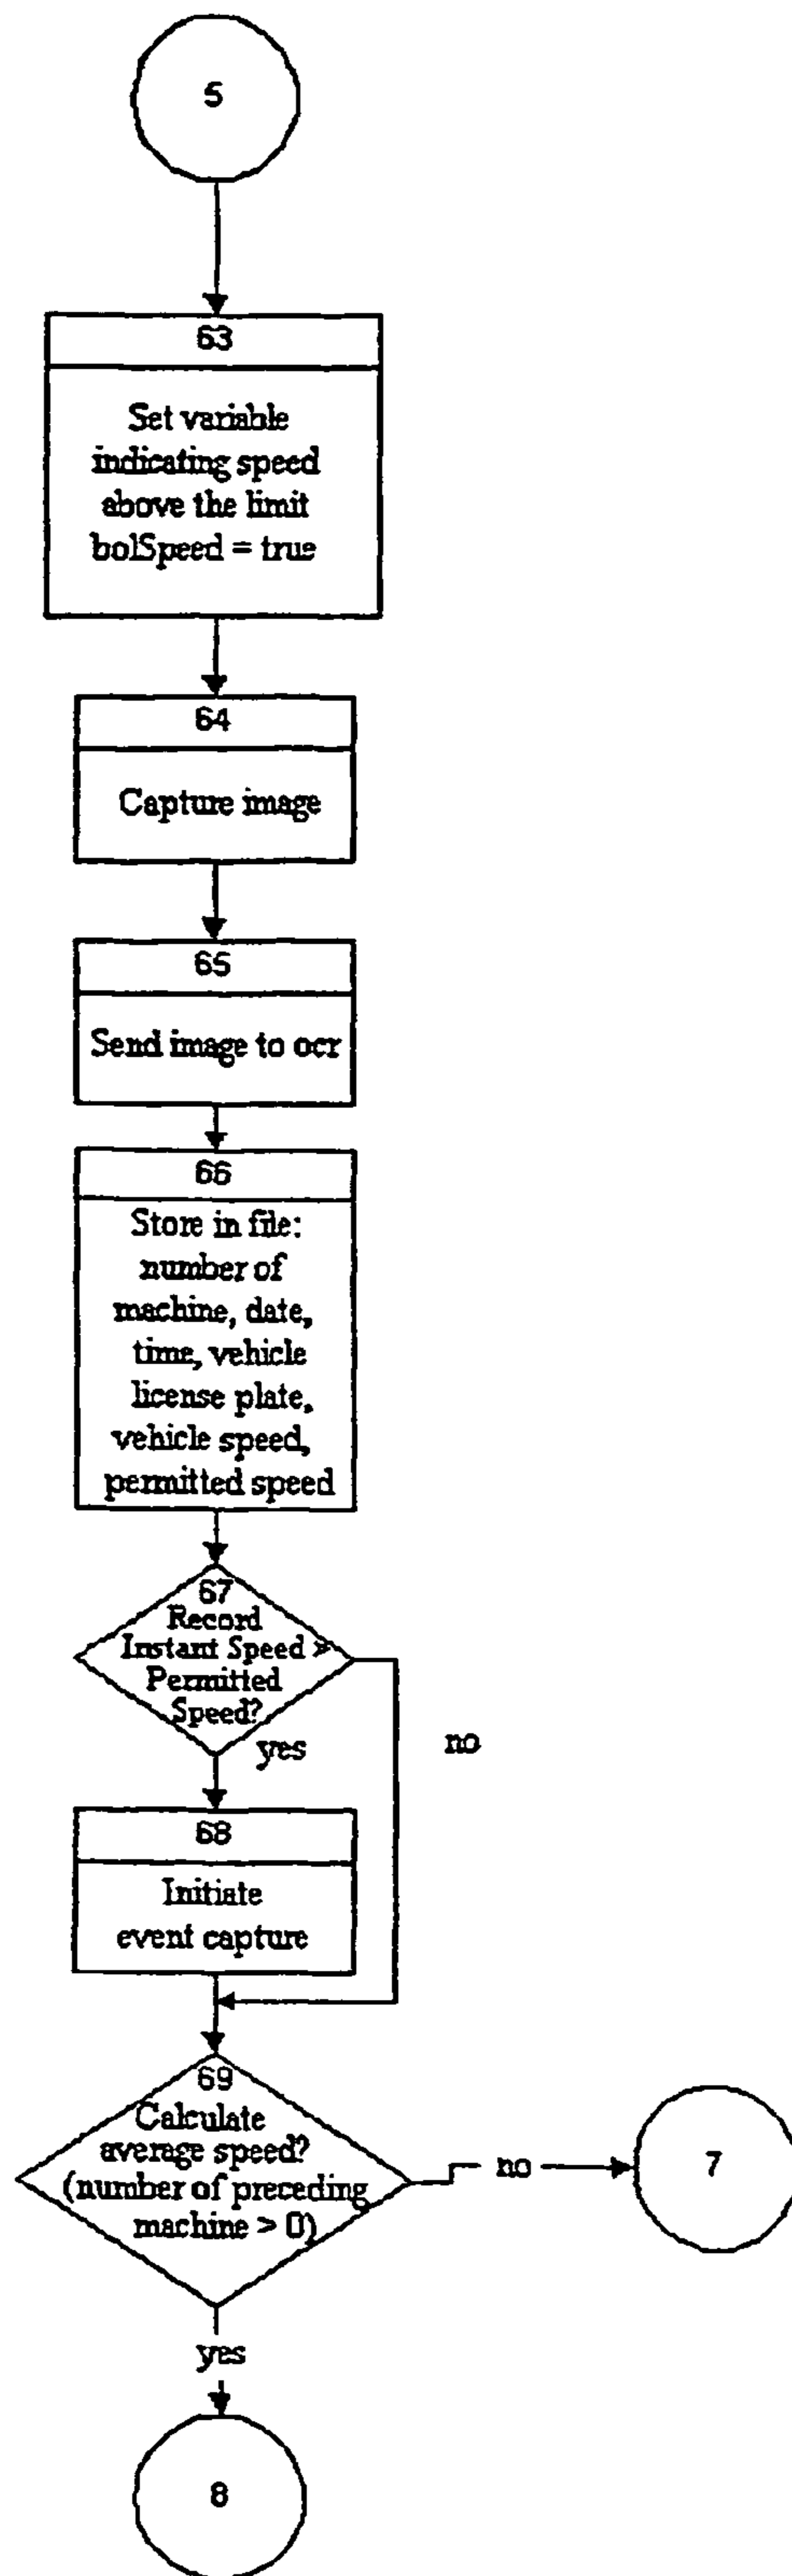 5
63
Set variable
indicating speed
above the limit
bolSpeed = true
64
Capture image
65
Send image to ocr
66
Store in file:
number of
machine, date,
time, vehicle
license plate,
vehicle speed,
permitted speed
67
Record
Instant Speed >
Permitted
Speed?
yes
no
68
Initiate
event capture
69
Calculate
average speed?
(number of preceding
machine > 0)
no
7
yes
8